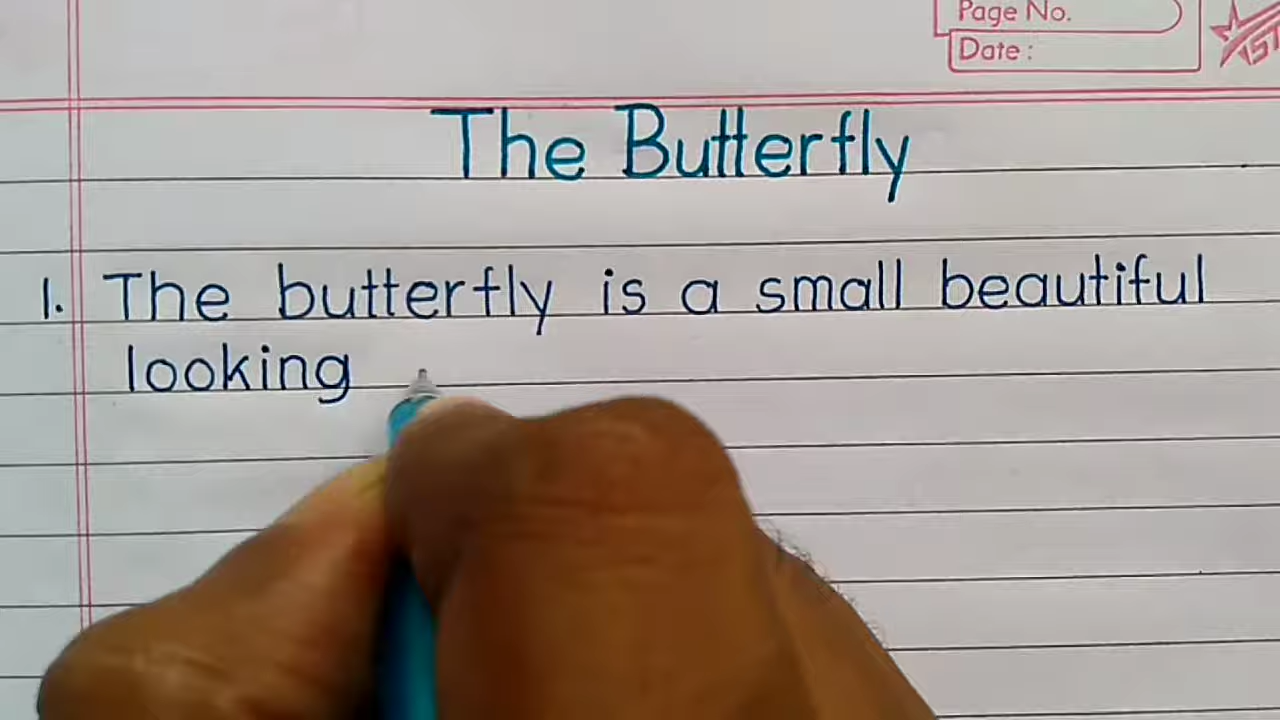 Page No.
Date :
The Butterfly
1. The butterfly is a small beautiful
looking